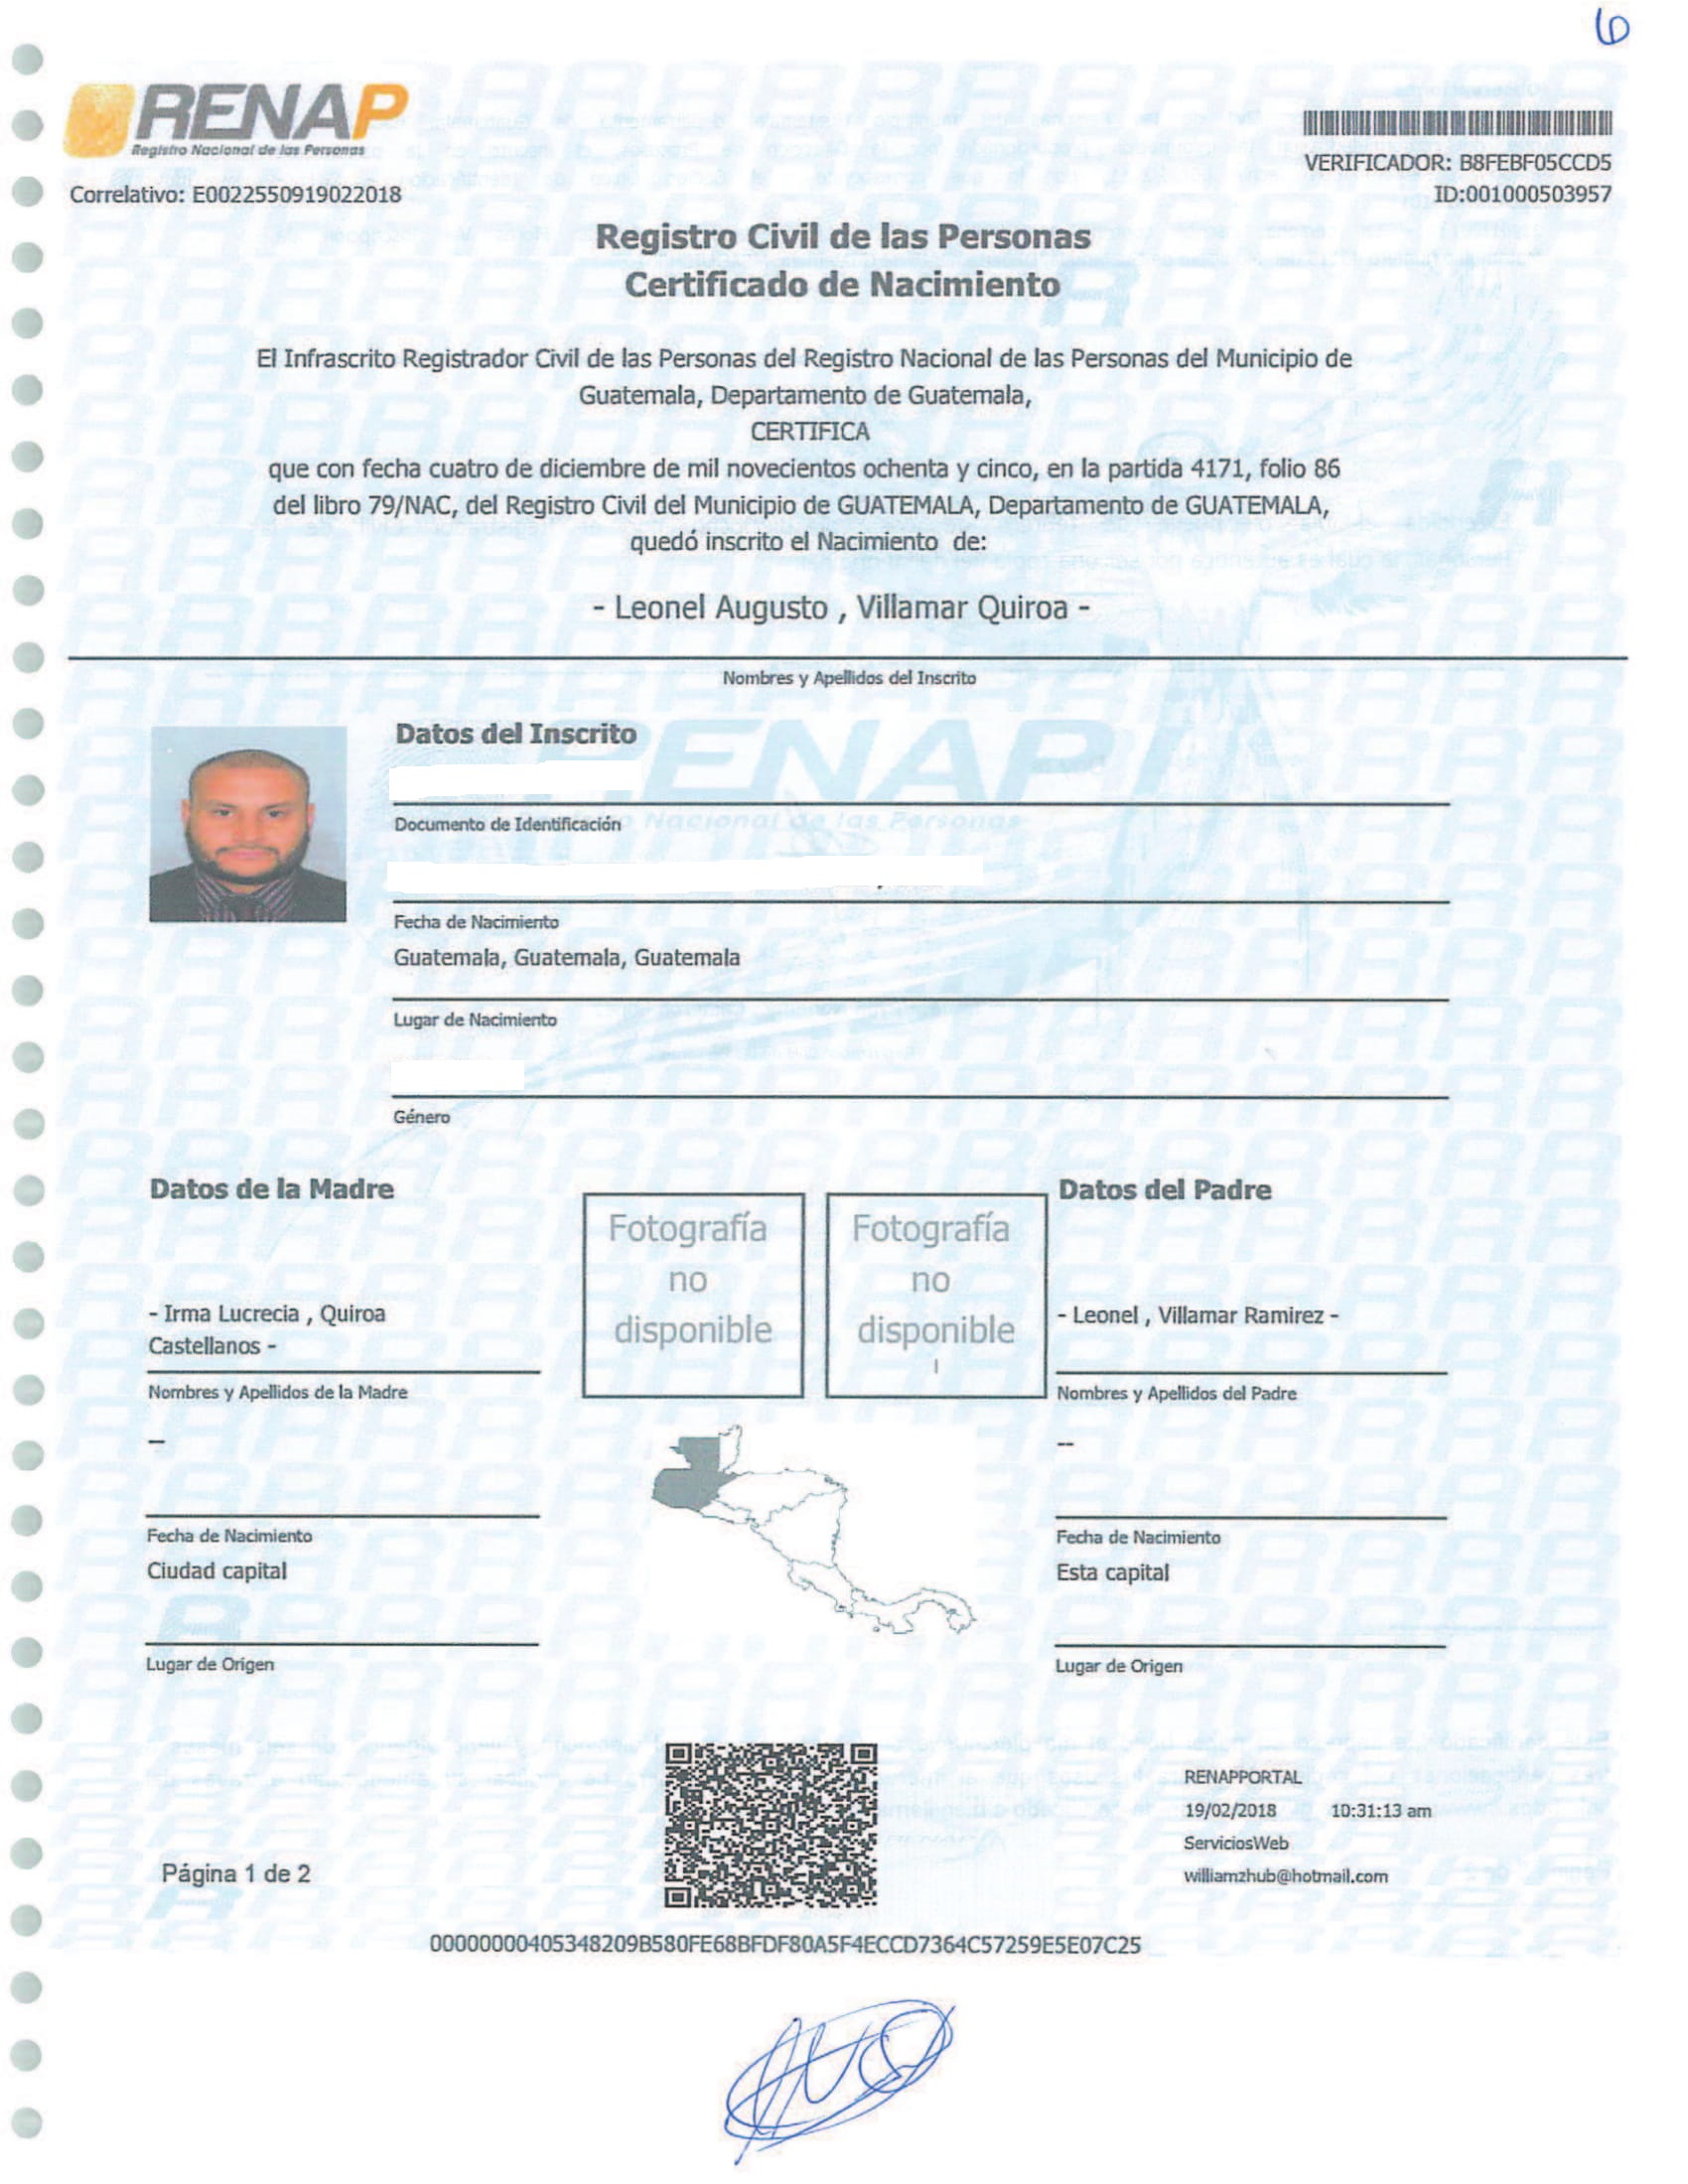 6
RENAP
Registro Nacional de las Personas
VERIFICADOR: B8FEBF05CCD5
Correlativo: E0022550919022018
ID:001000503957
Registro Civil de las Personas
Certificado de Nacimiento
El Infrascrito Registrador Civil de las Personas del Registro Nacional de las Personas del Municipio de
Guatemala, Departamento de Guatemala,
CERTIFICA
que con fecha cuatro de diciembre de mil novecientos ochenta y cinco, en la partida 4171, folio 86
del libro 79/NAC, del Registro Civil del Municipio de GUATEMALA, Departamento de GUATEMALA,
quedó inscrito el Nacimiento de:
- Leonel Augusto , Villamar Quiroa -
Nombres y Apellidos del Inscrito
Datos del Inscrito
Documento de Identificación
Fecha de Nacimiento
Guatemala, Guatemala, Guatemala
Lugar de Nacimiento
Género
Datos de la Madre
- Irma Lucrecia , Quiroa
Castellanos -
Nombres y Apellidos de la Madre
--
Fecha de Nacimiento
Ciudad capital
Lugar de Origen
Fotografía
no
disponible
Fotografía
no
disponible
Datos del Padre
- Leonel , Villamar Ramirez -
Nombres y Apellidos del Padre
--
Fecha de Nacimiento
Esta capital
Lugar de Origen
RENAPPORTAL
19/02/2018 10:31:13 am
ServiciosWeb
williamzhub@hotmail.com
Página 1 de 2
00000000405348209B580FE68BFDF80A5F4ECCD7364C57259E5E07C25